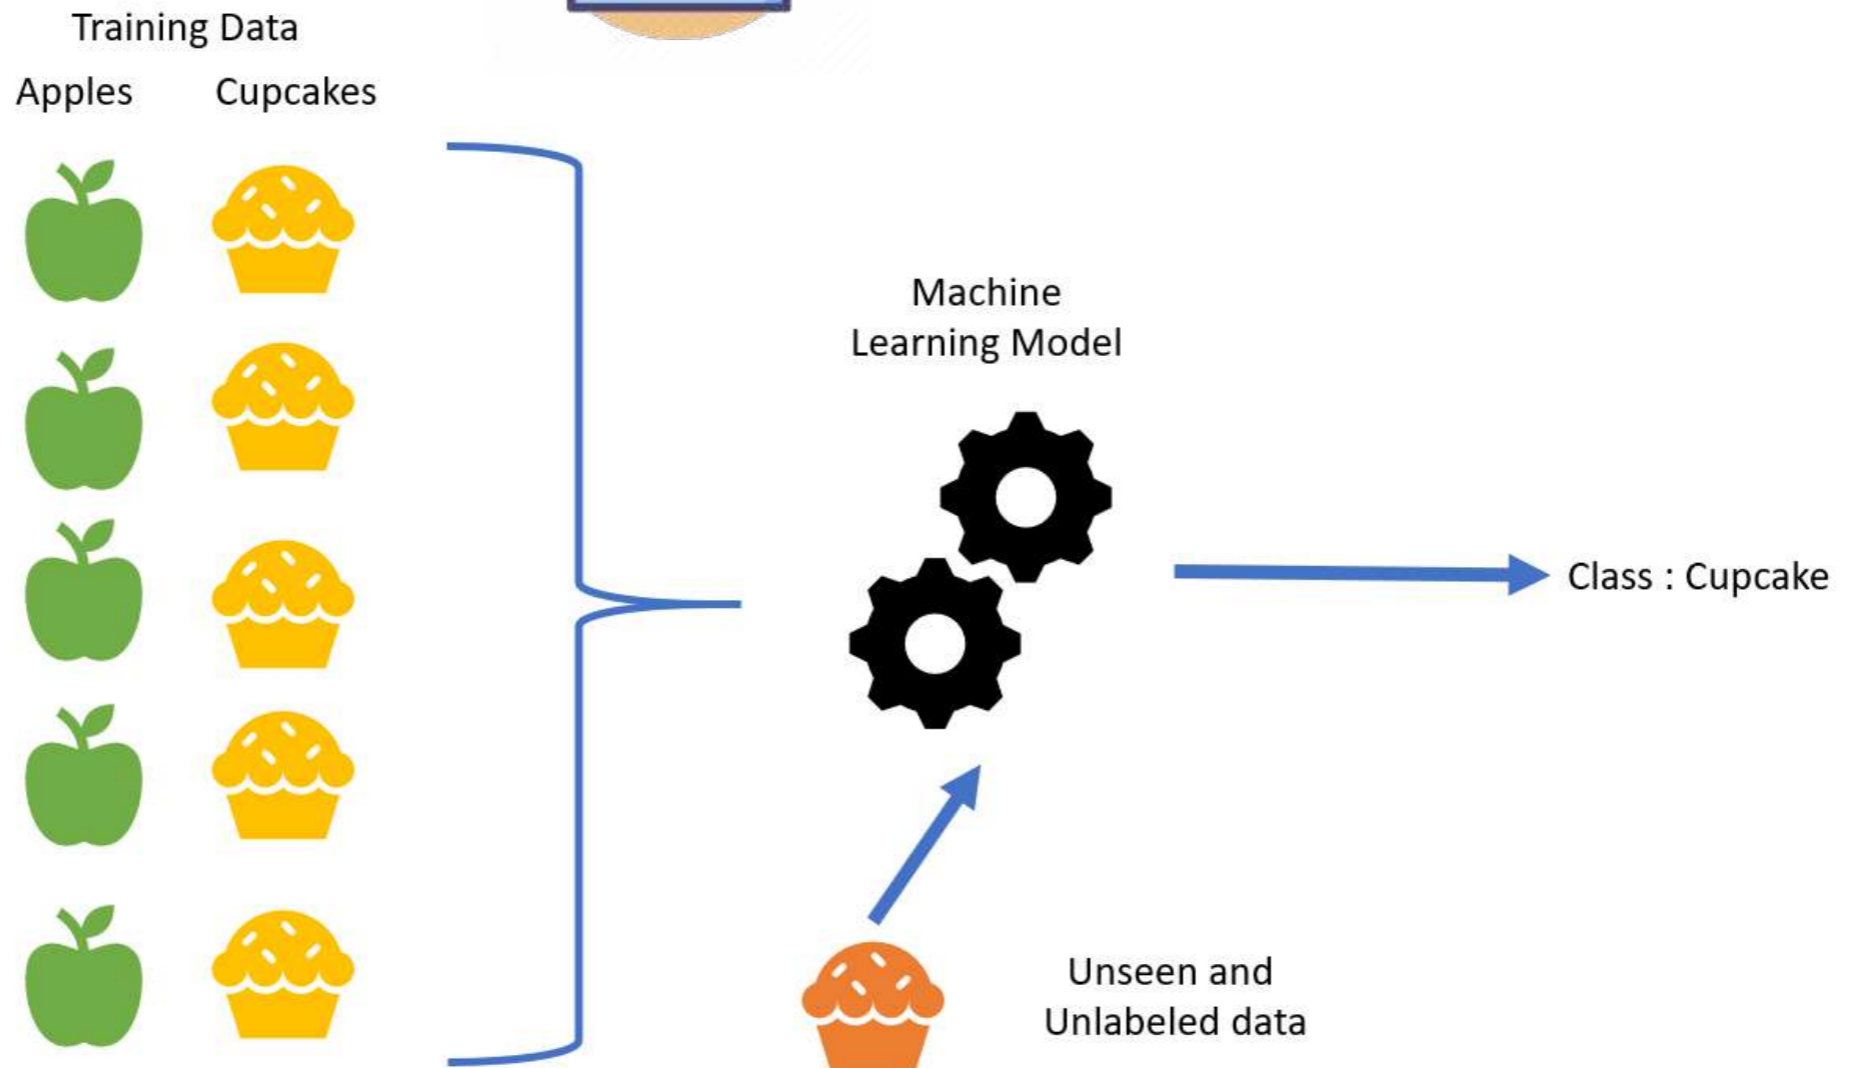 Training Data
Apples
Cupcakes
Machine
Learning Model
Class : Cupcake
Unseen and
Unlabeled data